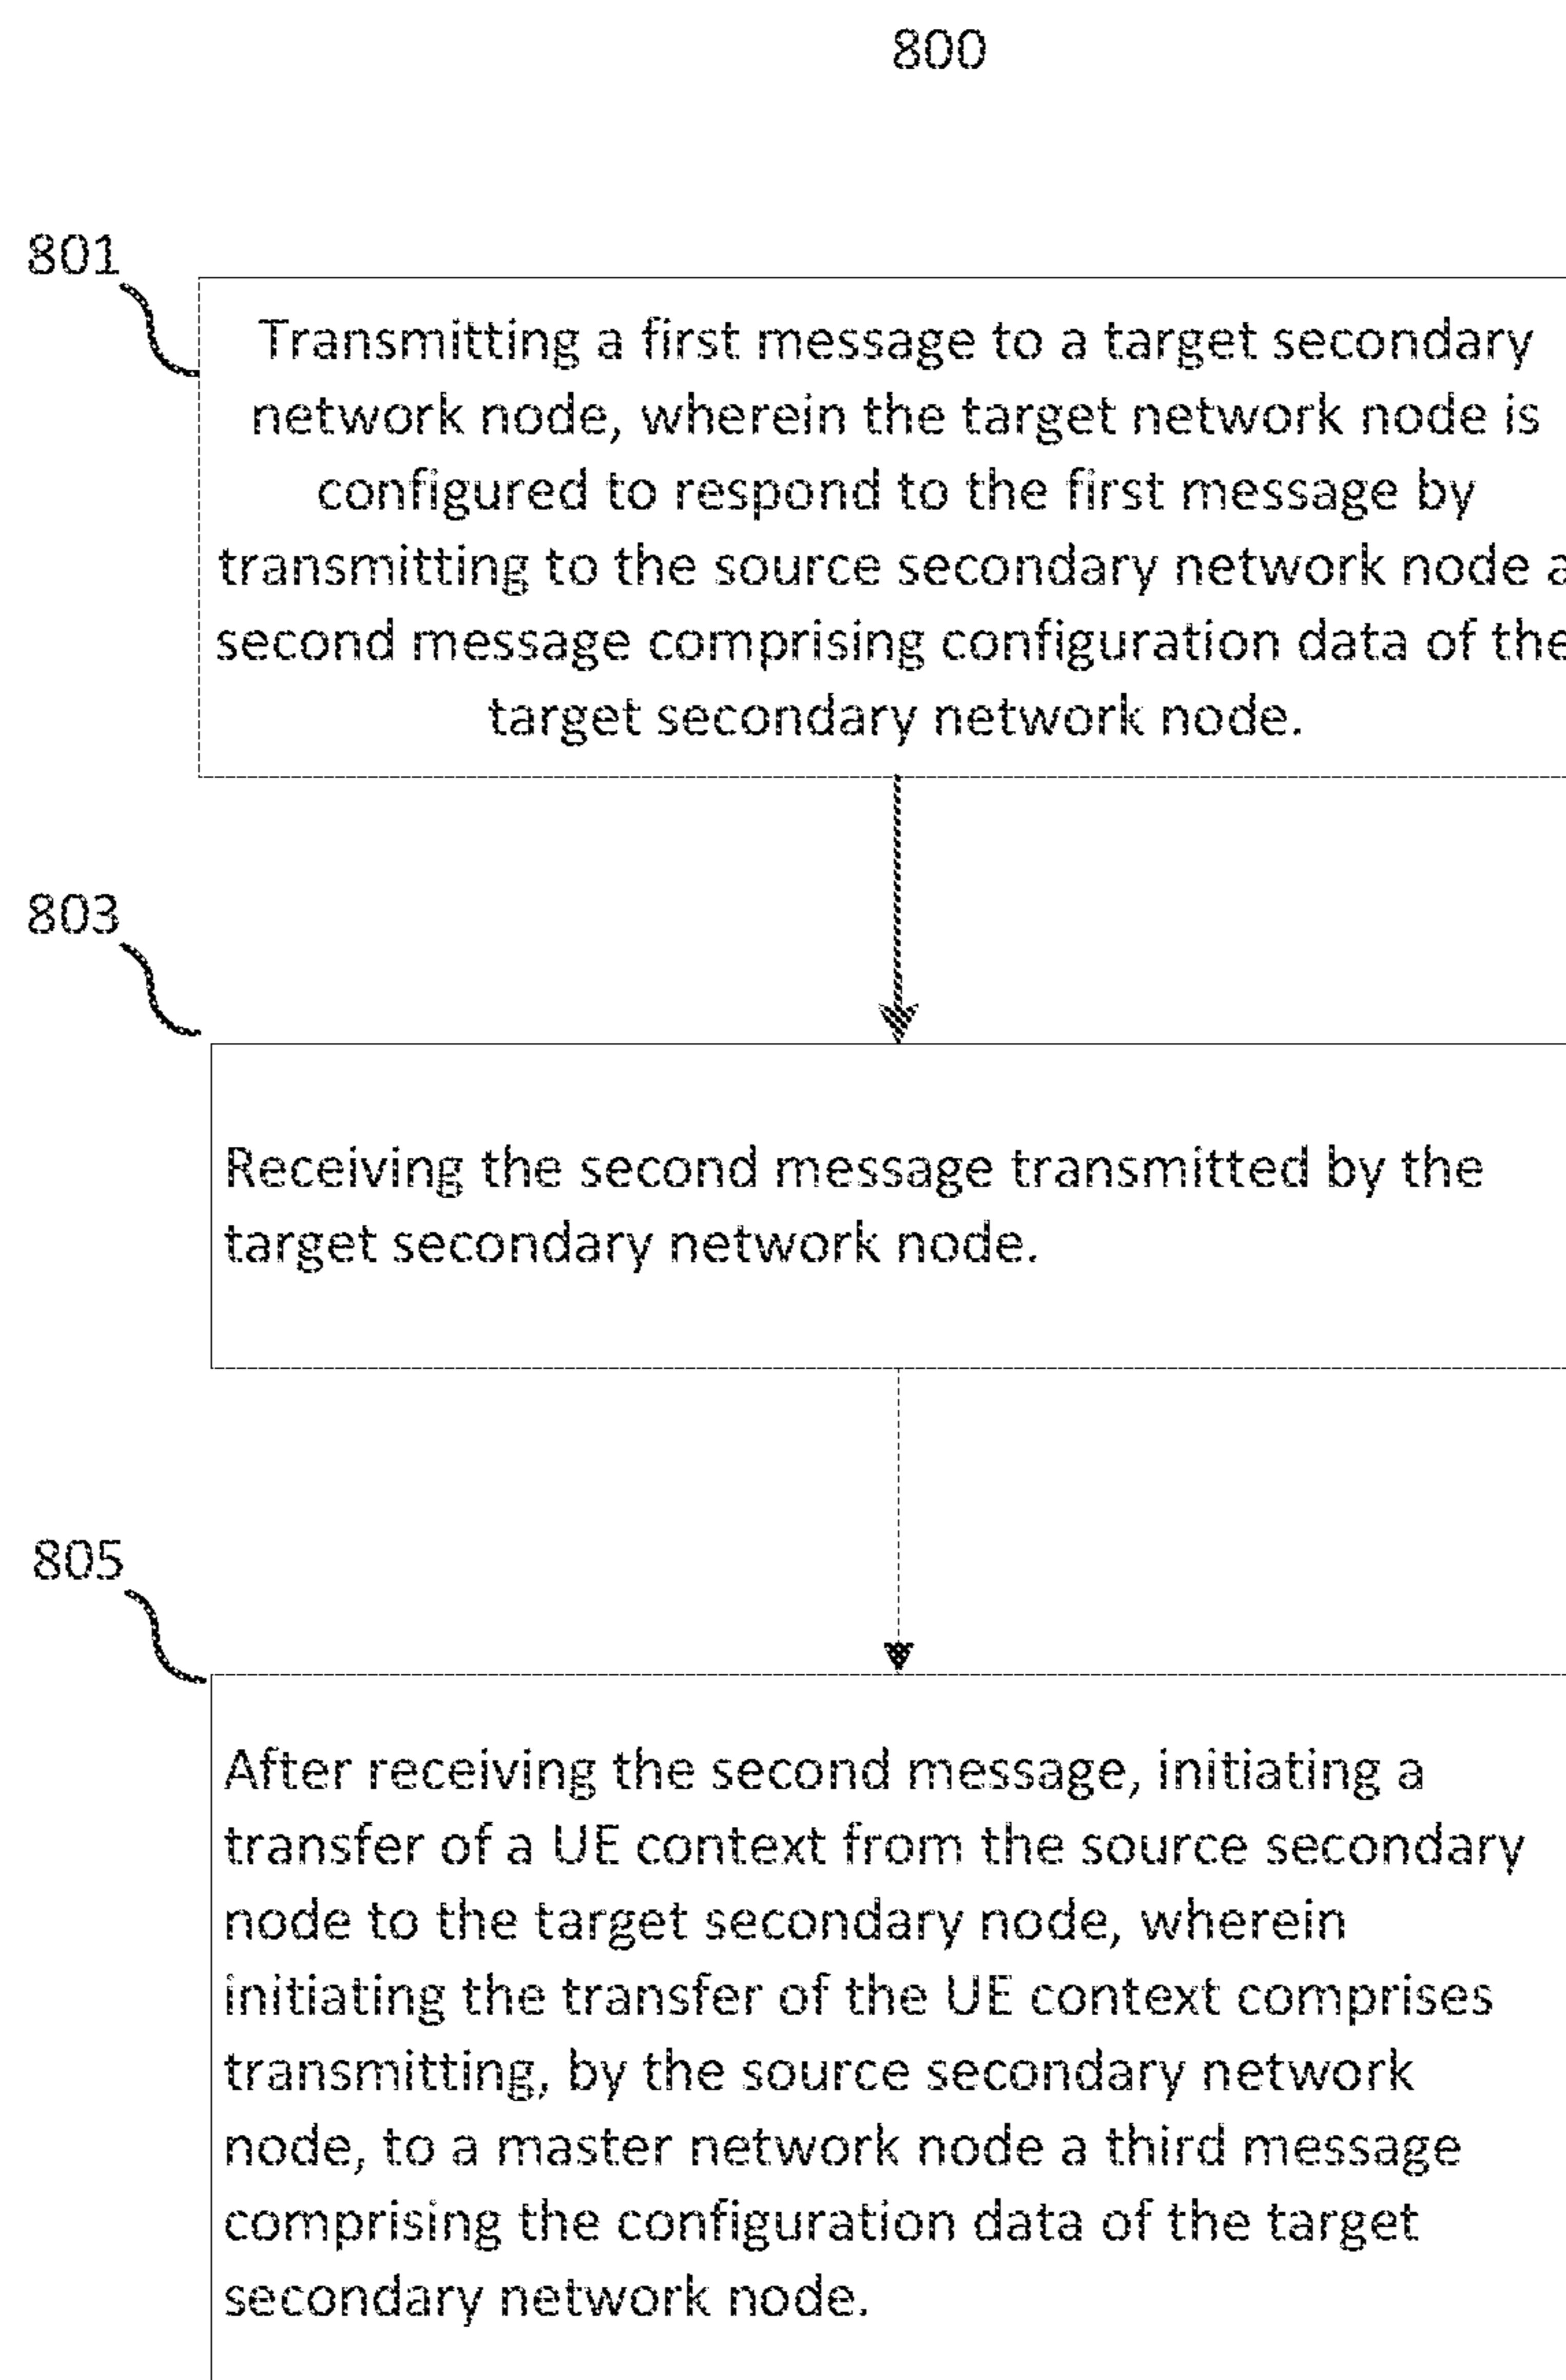 800
801
Transmitting a first message to a target secondary
network node, wherein the target network node is
configured to respond to the first message by
transmitting to the source secondary network node a
second message comprising configuration data of the
target secondary network node.
803
Receiving the second message transmitted by the
target secondary network node.
805
After receiving the second message, initiating a
transfer of a UE context from the source secondary
node to the target secondary node, wherein
initiating the transfer of the UE context comprises
transmitting, by the source secondary network
node, to a master network node a third message
comprising the configuration data of the target
secondary network node.